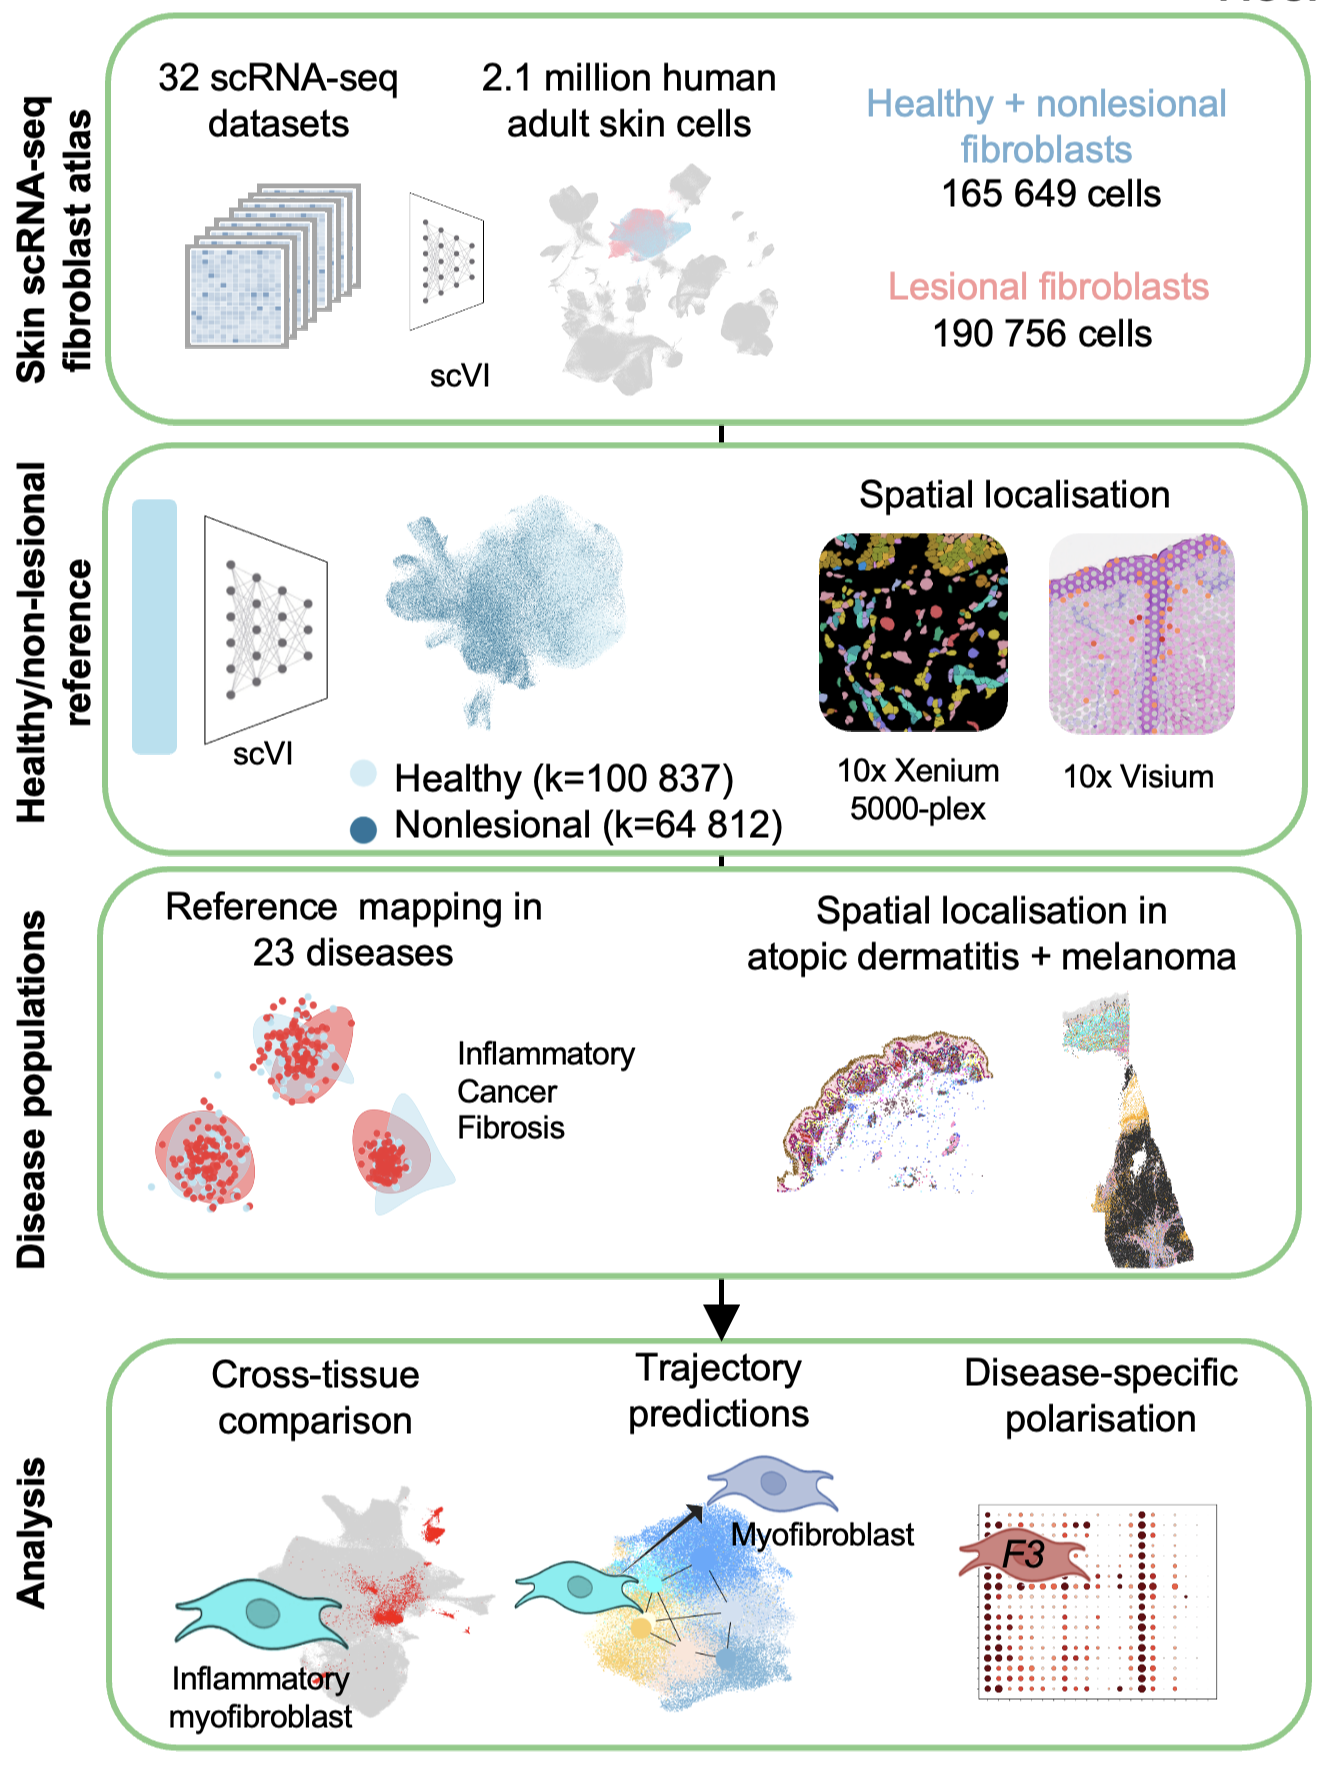 Skin scRNA-seq
fibroblast atlas
32 scRNA-seq
datasets
scVI
2.1 million human
adult skin cells
Healthy + nonlesional
fibroblasts
165 649 cells
Lesional fibroblasts
190 756 cells
Healthy/non-lesional
reference
scVI
Healthy (k=100 837)
Nonlesional (k=64 812)
Spatial localisation
10x Xenium
5000-plex
10x Visium
Disease populations
Reference mapping in
23 diseases
Inflammatory
Cancer
Fibrosis
Spatial localisation in
atopic dermatitis + melanoma
Analysis
Cross-tissue
comparison
Inflammatory
myofibroblast
Trajectory
predictions
Myofibroblast
Disease-specific
polarisation
F3